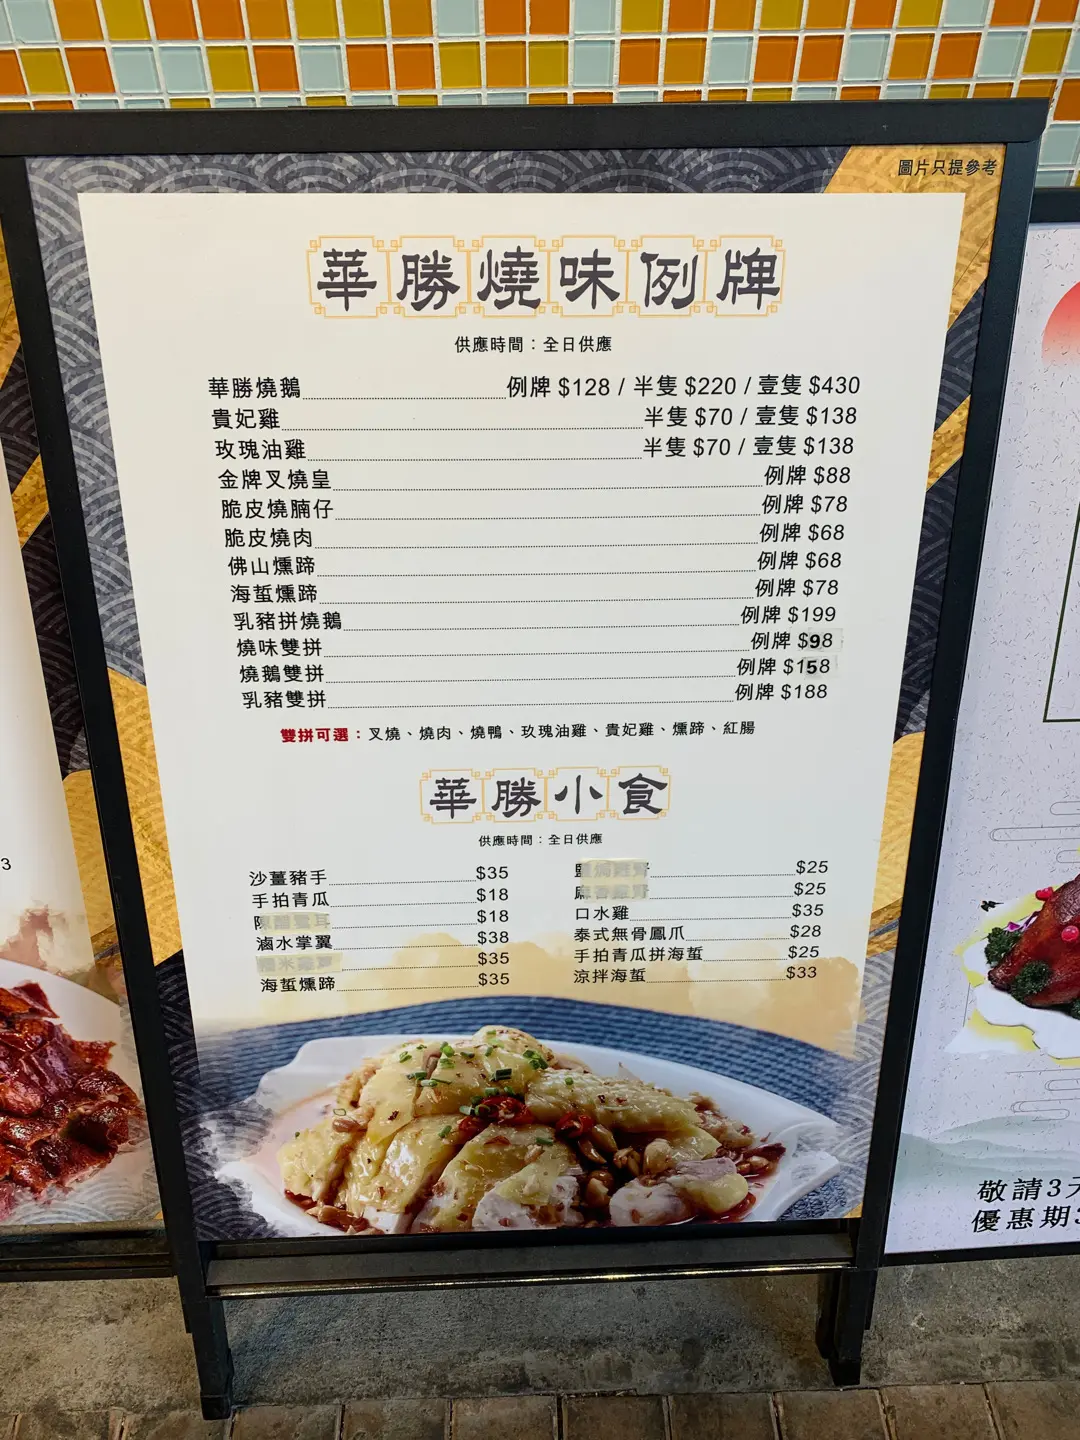 圖片只提參考
華勝燒味例牌
供應時間：全日供應
華勝燒鵝 例牌 $128 / 半隻 $220 / 壹隻 $430
貴妃雞 半隻 $70 / 壹隻 $138
玫瑰油雞 半隻 $70 / 壹隻 $138
金牌叉燒皇 例牌 $88
脆皮燒腩仔 例牌 $78
脆皮燒肉 例牌 $68
佛山燻蹄 例牌 $68
海蜇燻蹄 例牌 $78
乳豬拼燒鵝 例牌 $199
燒味雙拼 例牌 $98
燒鵝雙拼 例牌 $158
乳豬雙拼 例牌 $188
雙拼可選：叉燒、燒肉、燒鴨、玫瑰油雞、貴妃雞、燻蹄、紅腸
華勝小食
供應時間：全日供應
沙薑豬手 $35
手拍青瓜 $18
$18
滷水掌翼 $38
$35
海蜇燻蹄 $35
$25
$25
口水雞 $35
泰式無骨鳳爪 $28
手拍青瓜拼海蜇 $25
涼拌海蜇 $33
3
敬請3天
優惠期